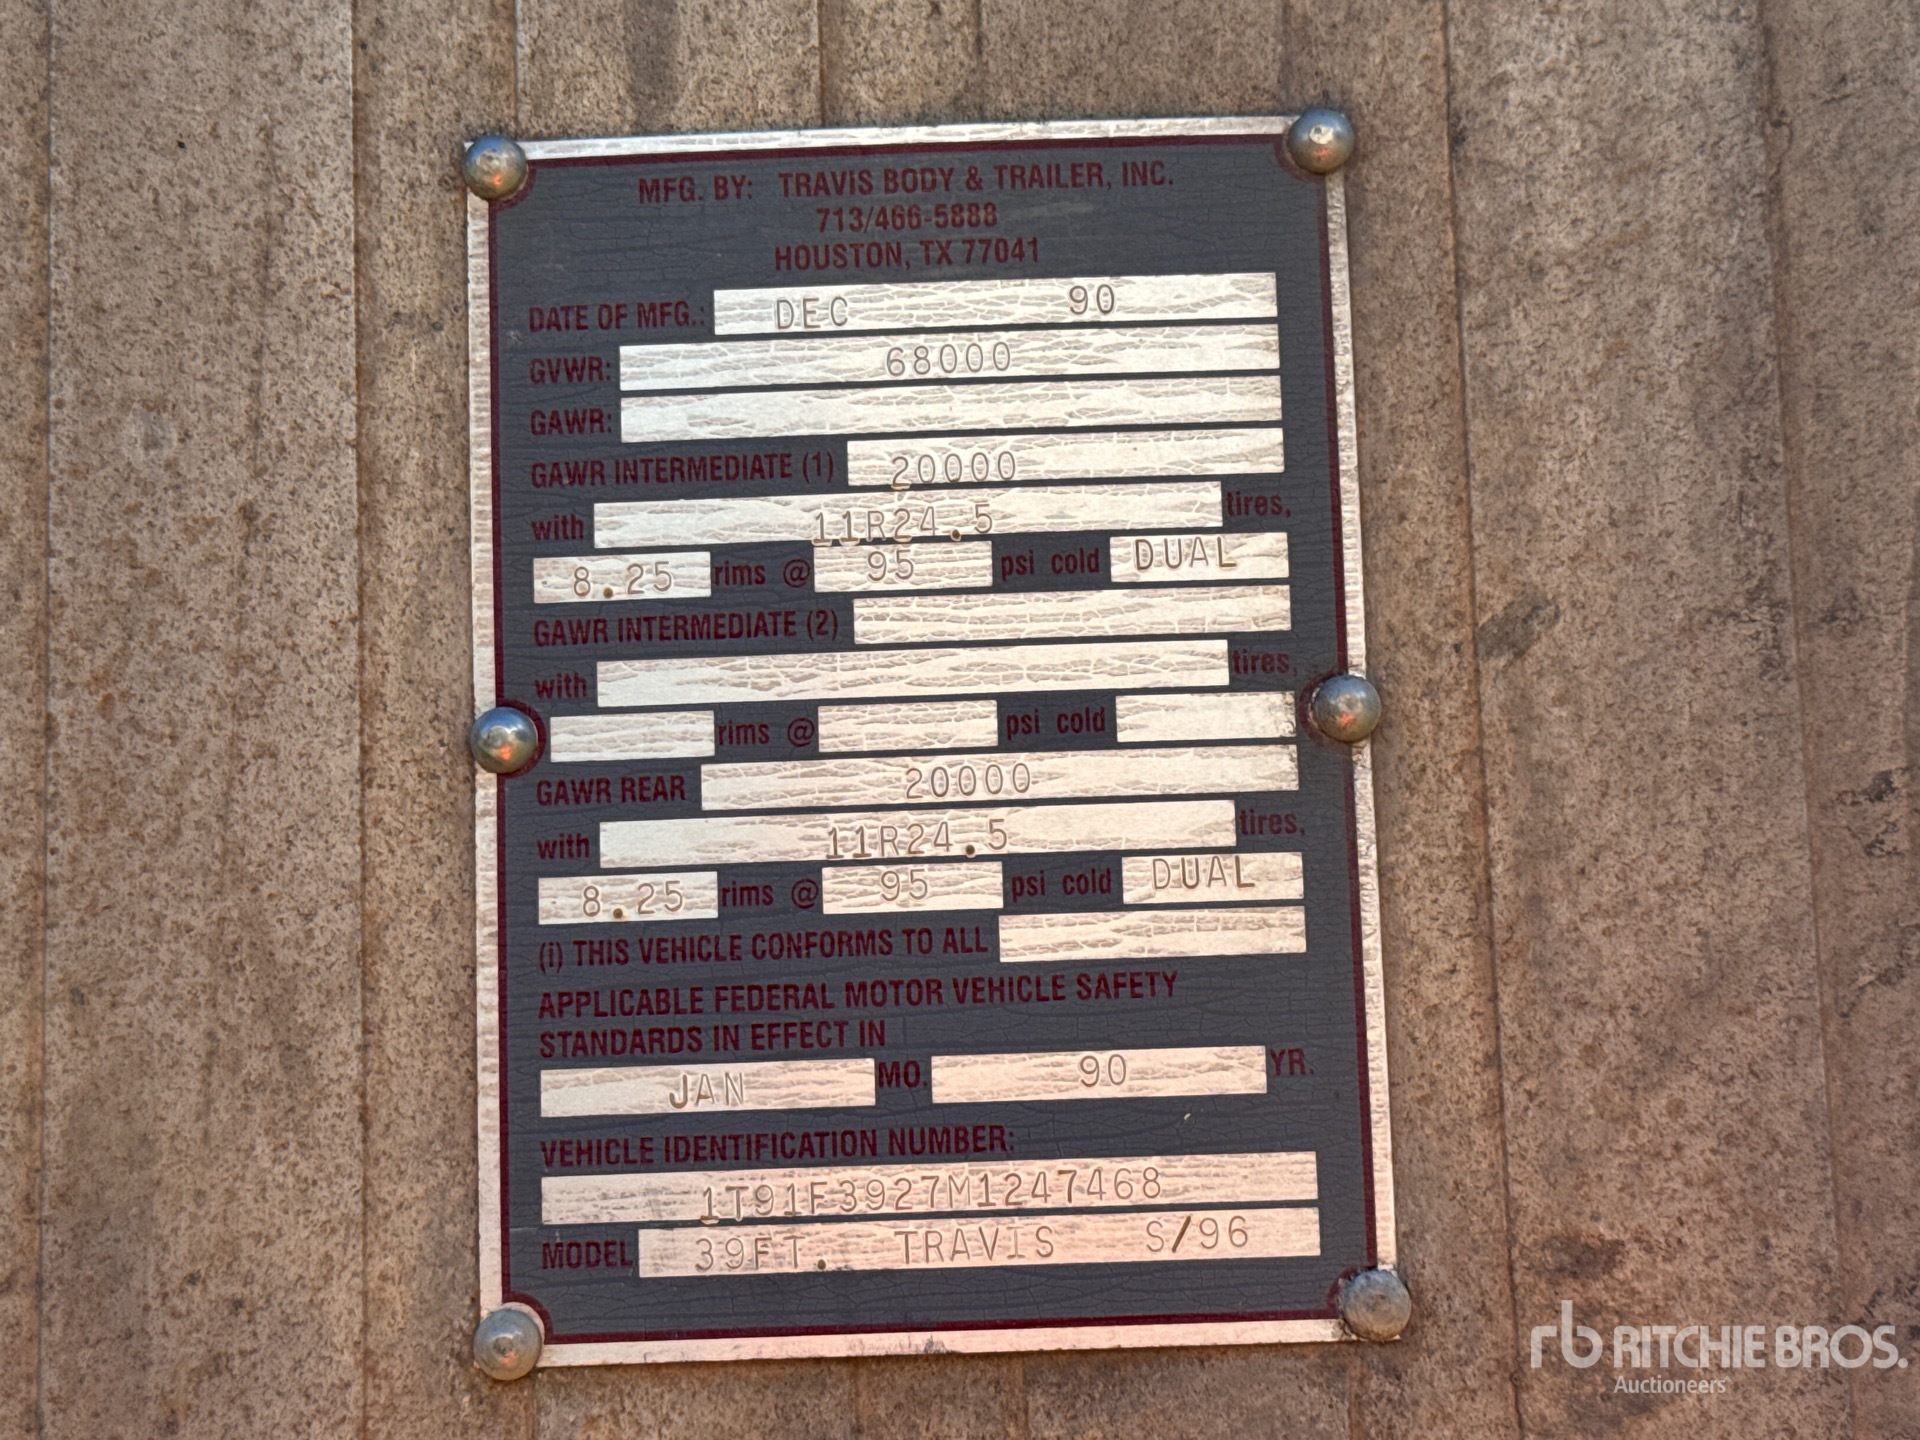 MFG. BY: TRAVIS BODY & TRAILER, INC.
713/466-5888
HOUSTON, TX 77041
DATE OF MFG.: DEC 90
GVWR: 68000
GAWR:
GAWR INTERMEDIATE (1) 20000
with 11R24.5 tires,
8.25 rims @ 95 psi cold DUAL
GAWR INTERMEDIATE (2)
with tires,
rims @ psi cold
GAWR REAR 20000
with 11R24.5 tires,
8.25 rims @ 95 psi cold DUAL
(i) THIS VEHICLE CONFORMS TO ALL
APPLICABLE FEDERAL MOTOR VEHICLE SAFETY
STANDARDS IN EFFECT IN
JAN MO. 90 YR.
VEHICLE IDENTIFICATION NUMBER:
1T91F3927M1247468
MODEL 39FT. TRAVIS S/96
rb RITCHIE BROS.
Auctioneers